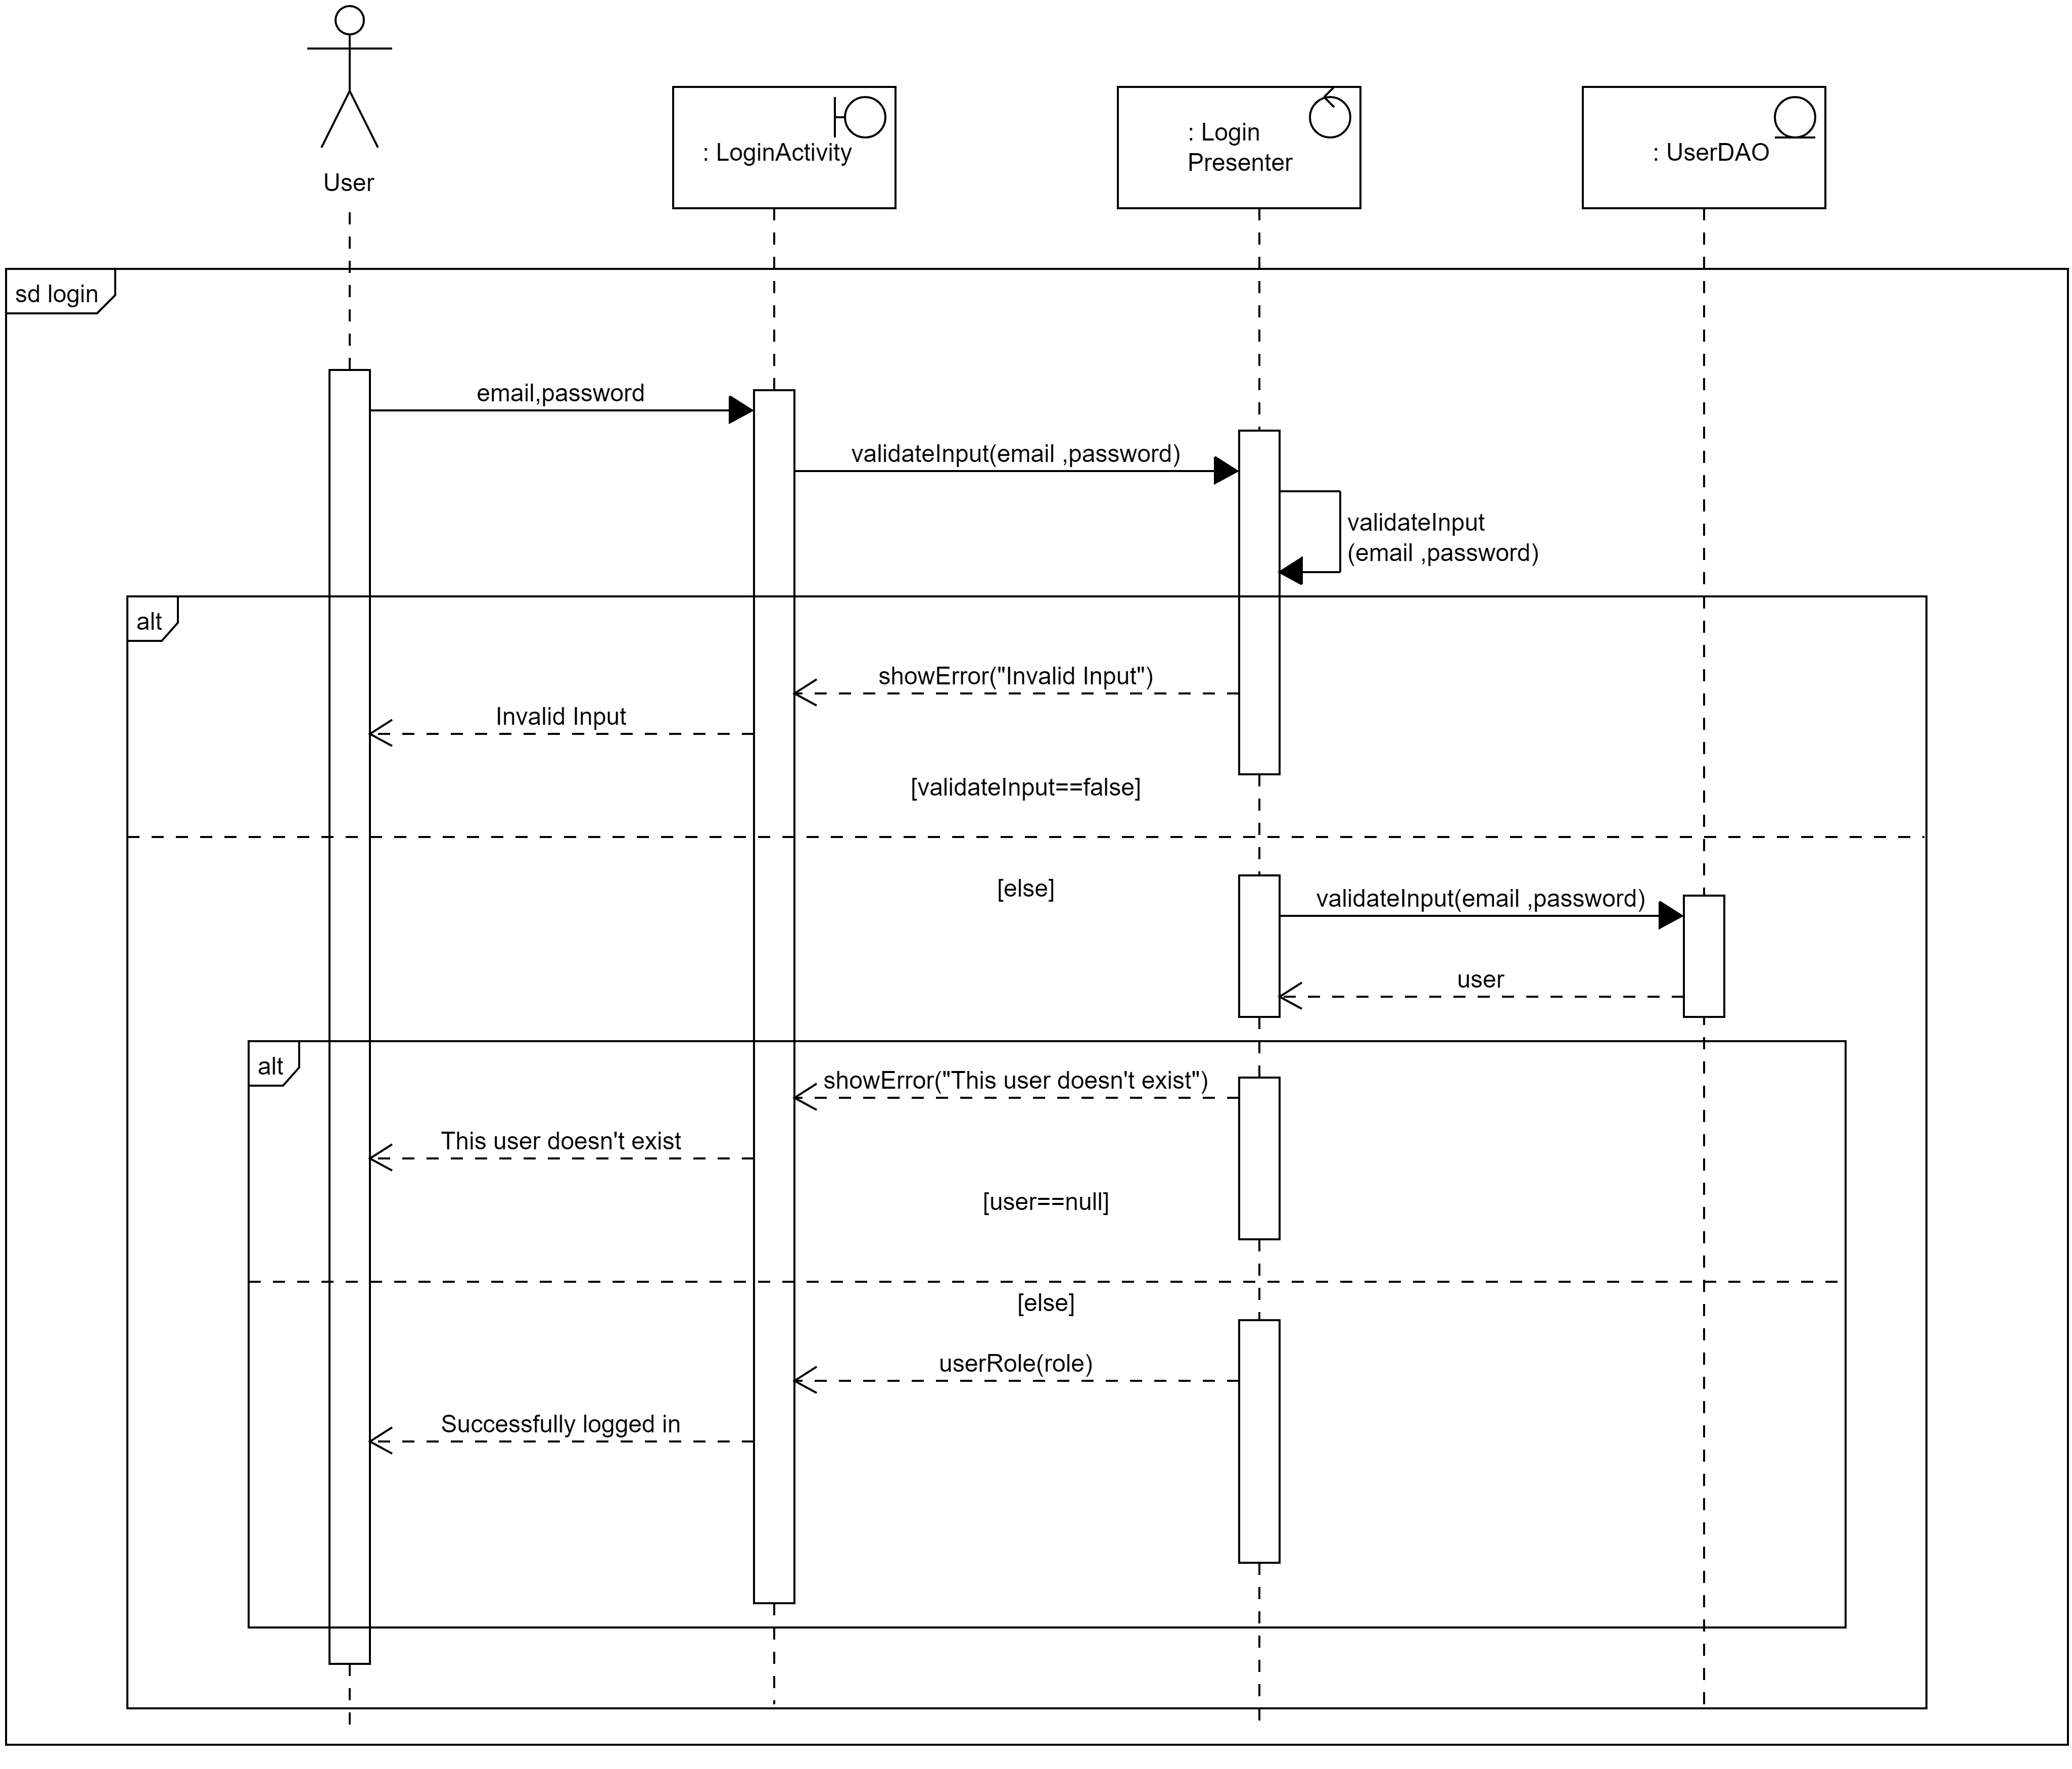 User
: LoginActivity
: Login
Presenter
: UserDAO
sd login
email,password
validateInput(email ,password)
validateInput
(email ,password)
alt
showError("Invalid Input")
Invalid Input
[validateInput==false]
[else]
validateInput(email ,password)
user
alt
showError("This user doesn't exist")
This user doesn't exist
[user==null]
[else]
userRole(role)
Successfully logged in